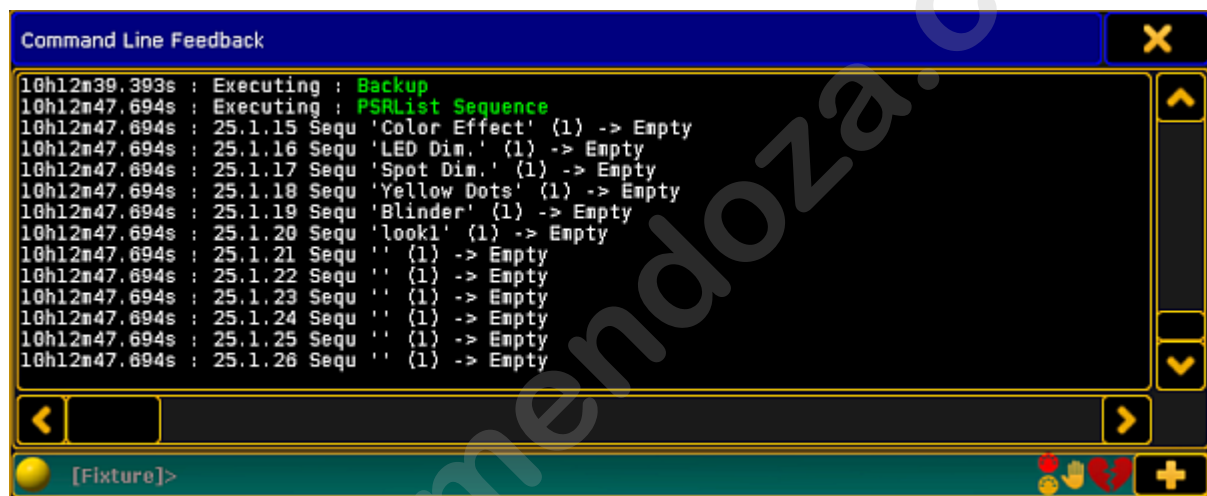 Command Line Feedback
10h12m39.393s : Executing : Backup
10h12m47.694s : Executing : PSRList Sequence
10h12m47.694s : 25.1.15 Sequ 'Color Effect' (1) -> Empty
10h12m47.694s : 25.1.16 Sequ 'LED Dim.' (1) -> Empty
10h12m47.694s : 25.1.17 Sequ 'Spot Dim.' (1) -> Empty
10h12m47.694s : 25.1.18 Sequ 'Yellow Dots' (1) -> Empty
10h12m47.694s : 25.1.19 Sequ 'Blinder' (1) -> Empty
10h12m47.694s : 25.1.20 Sequ 'look1' (1) -> Empty
10h12m47.694s : 25.1.21 Sequ '' (1) -> Empty
10h12m47.694s : 25.1.22 Sequ '' (1) -> Empty
10h12m47.694s : 25.1.23 Sequ '' (1) -> Empty
10h12m47.694s : 25.1.24 Sequ '' (1) -> Empty
10h12m47.694s : 25.1.25 Sequ '' (1) -> Empty
10h12m47.694s : 25.1.26 Sequ '' (1) -> Empty
[Fixture]>
mendoza.